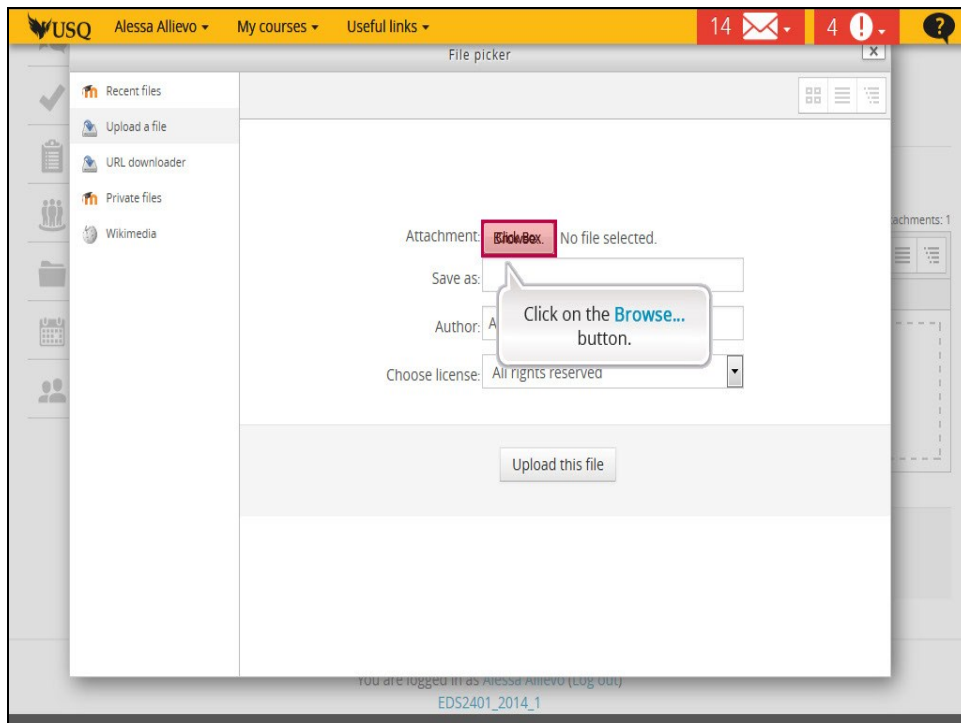 USQ Alessa Allievo My courses Useful links 14 4 ! ?
File picker X
Recent files
Upload a file
URL downloader
Private files
Wikimedia
achments: 1
Attachment: No file selected.
Save as:
Click on the Browse...
button.
Author: A
Choose license: All rights reserved
Upload this file
You are logged in as Alessa Allievo (Log out)
EDS2401_2014_1